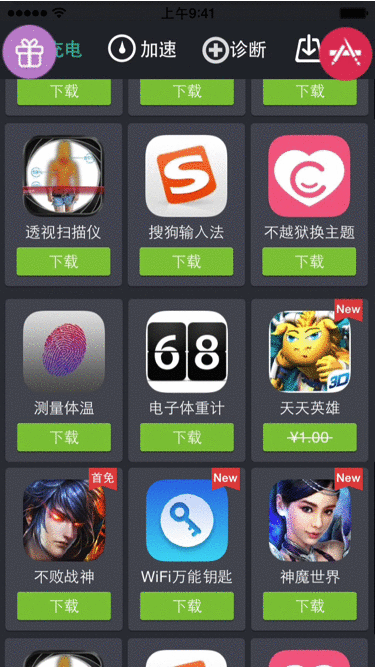 上午9:41
充电
加速
诊断
下载
下载
下载
透视扫描仪
搜狗输入法
不越狱换主题
下载
下载
下载
New
68
3D
测量体温
电子体重计
天天英雄
下载
下载
¥1.00
首免
New
New
不败战神
WiFi万能钥匙
神魔世界
下载
下载
下载